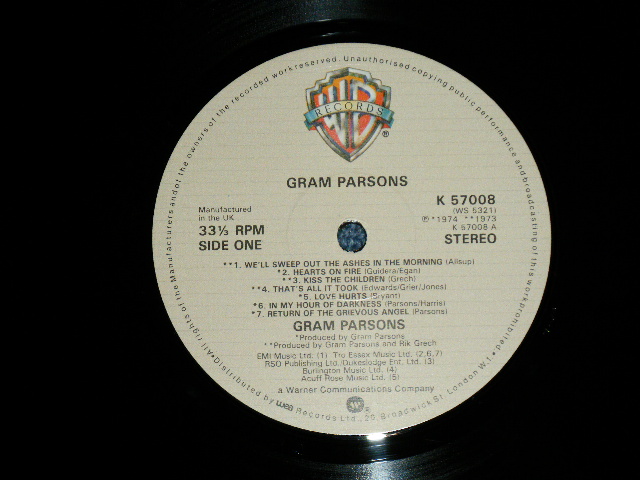 All rights of the Manufacturers and of the owners of the recorded work reserved. Unauthorised copying public performance and broadcasting of this work prohibited.
WB
RECORDS
®
GRAM PARSONS
Manufactured
in the UK
33⅓ RPM
SIDE ONE
K 57008
(WS 5321)
℗ *1974 **1973
K 57008 A
STEREO
**1. WE'LL SWEEP OUT THE ASHES IN THE MORNING (Allsup)
*2. HEARTS ON FIRE (Guidera/Egan)
**3. KISS THE CHILDREN (Grech)
**4. THAT'S ALL IT TOOK (Edwards/Grier/Jones)
*5. LOVE HURTS (Bryant)
*6. IN MY HOUR OF DARKNESS (Parsons/Harris)
*7. RETURN OF THE GRIEVOUS ANGEL (Parsons)
GRAM PARSONS
*Produced by Gram Parsons
**Produced by Gram Parsons and Rik Grech
EMI Music Ltd. (1) Tro Essex Music Ltd. (2,6,7)
RSO Publishing Ltd./Dukeslodge Ent. Ltd. (3)
Burlington Music Ltd. (4)
Acuff Rose Music Ltd. (5)
a Warner Communications Company
•Distributed by wea Records Ltd., 20, Broadwick St. London W.1•